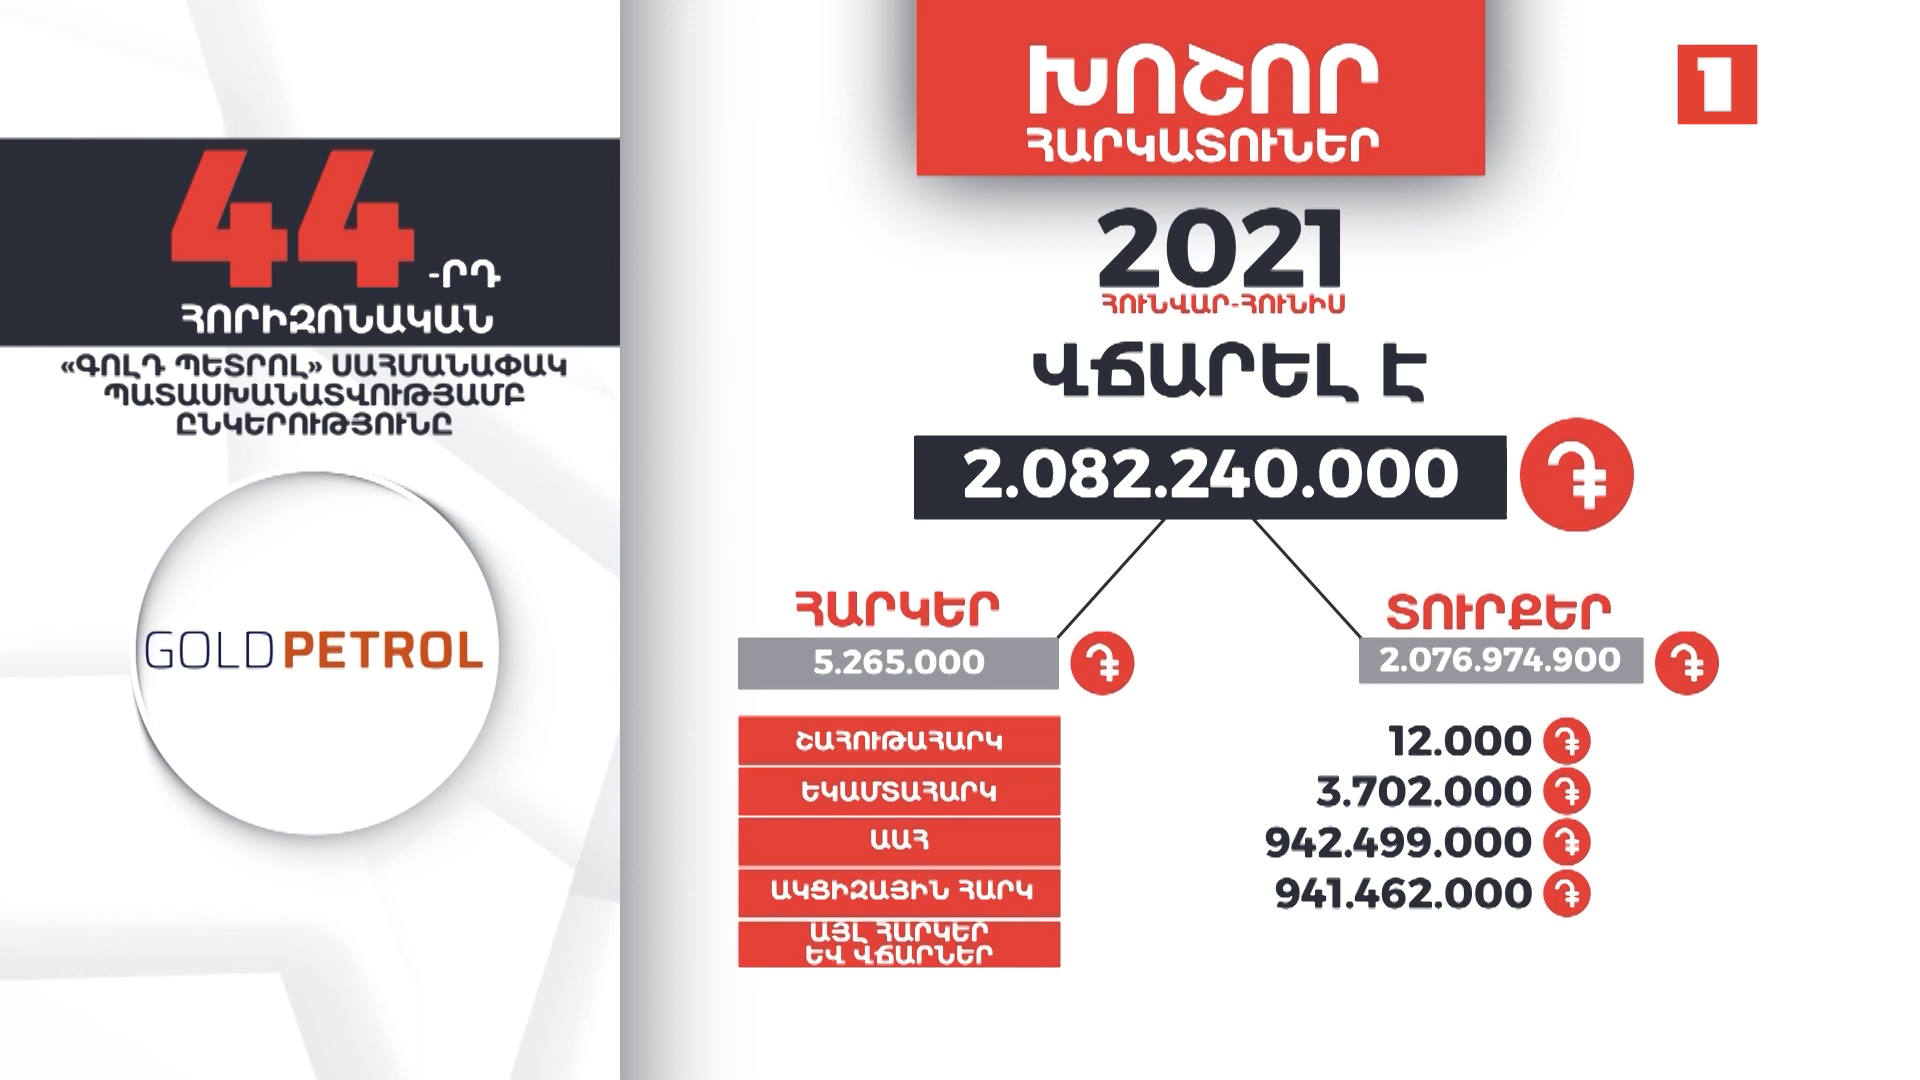 44-ՐԴ
ՀՈՐԻԶՈՆԱԿԱՆ
«ԳՈԼԴ ՊԵՏՐՈԼ» ՍԱՀՄԱՆԱՓԱԿ
ՊԱՏԱՍԽԱՆԱՏՎՈՒԹՅԱՄԲ
ԸՆԿԵՐՈՒԹՅՈՒՆԸ
GOLDPETROL
ԽՈՇՈՐ
ՀԱՐԿԱՏՈՒՆԵՐ
1
2021
ՀՈՒՆՎԱՐ-ՀՈՒՆԻՍ
ՎՃԱՐԵԼ Է
2.082.240.000 ֏
ՀԱՐԿԵՐ
5.265.000 ֏
ՏՈՒՐՔԵՐ
2.076.974.900 ֏
ՇԱՀՈՒԹԱՀԱՐԿ 12.000 ֏
ԵԿԱՄՏԱՀԱՐԿ 3.702.000 ֏
ԱԱՀ 942.499.000 ֏
ԱԿՑԻԶԱՅԻՆ ՀԱՐԿ 941.462.000 ֏
ԱՅԼ ՀԱՐԿԵՐ
ԵՎ ՎՃԱՐՆԵՐ